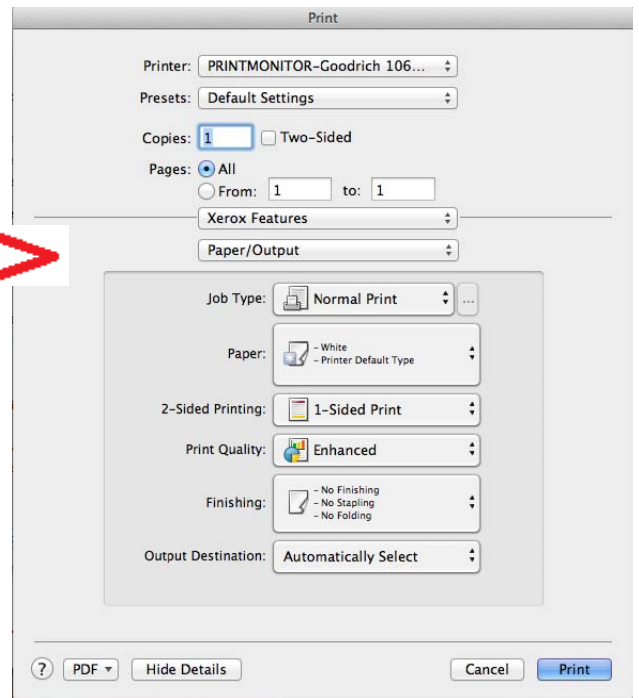 Print
Printer: PRINTMONITOR-Goodrich 106...
Presets: Default Settings
Copies: 1 Two-Sided
Pages: All
From: 1 to: 1
Xerox Features
Paper/Output
Job Type: Normal Print ...
Paper: - White
- Printer Default Type
2-Sided Printing: 1-Sided Print
Print Quality: Enhanced
Finishing: - No Finishing
- No Stapling
- No Folding
Output Destination: Automatically Select
? PDF Hide Details Cancel Print